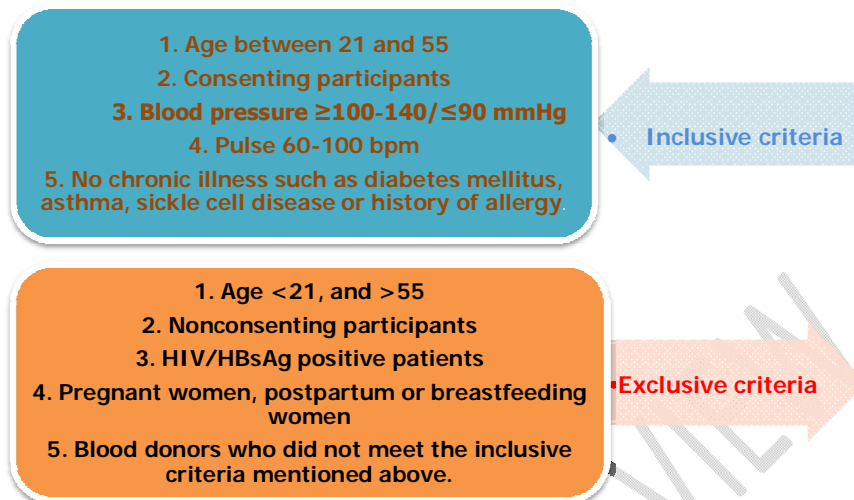 1. Age between 21 and 55
2. Consenting participants
3. Blood pressure ≥100-140/≤90 mmHg
4. Pulse 60-100 bpm
5. No chronic illness such as diabetes mellitus,
asthma, sickle cell disease or history of allergy.
• Inclusive criteria
1. Age <21, and >55
2. Nonconsenting participants
3. HIV/HBsAg positive patients
4. Pregnant women, postpartum or breastfeeding
women
5. Blood donors who did not meet the inclusive
criteria mentioned above.
•Exclusive criteria